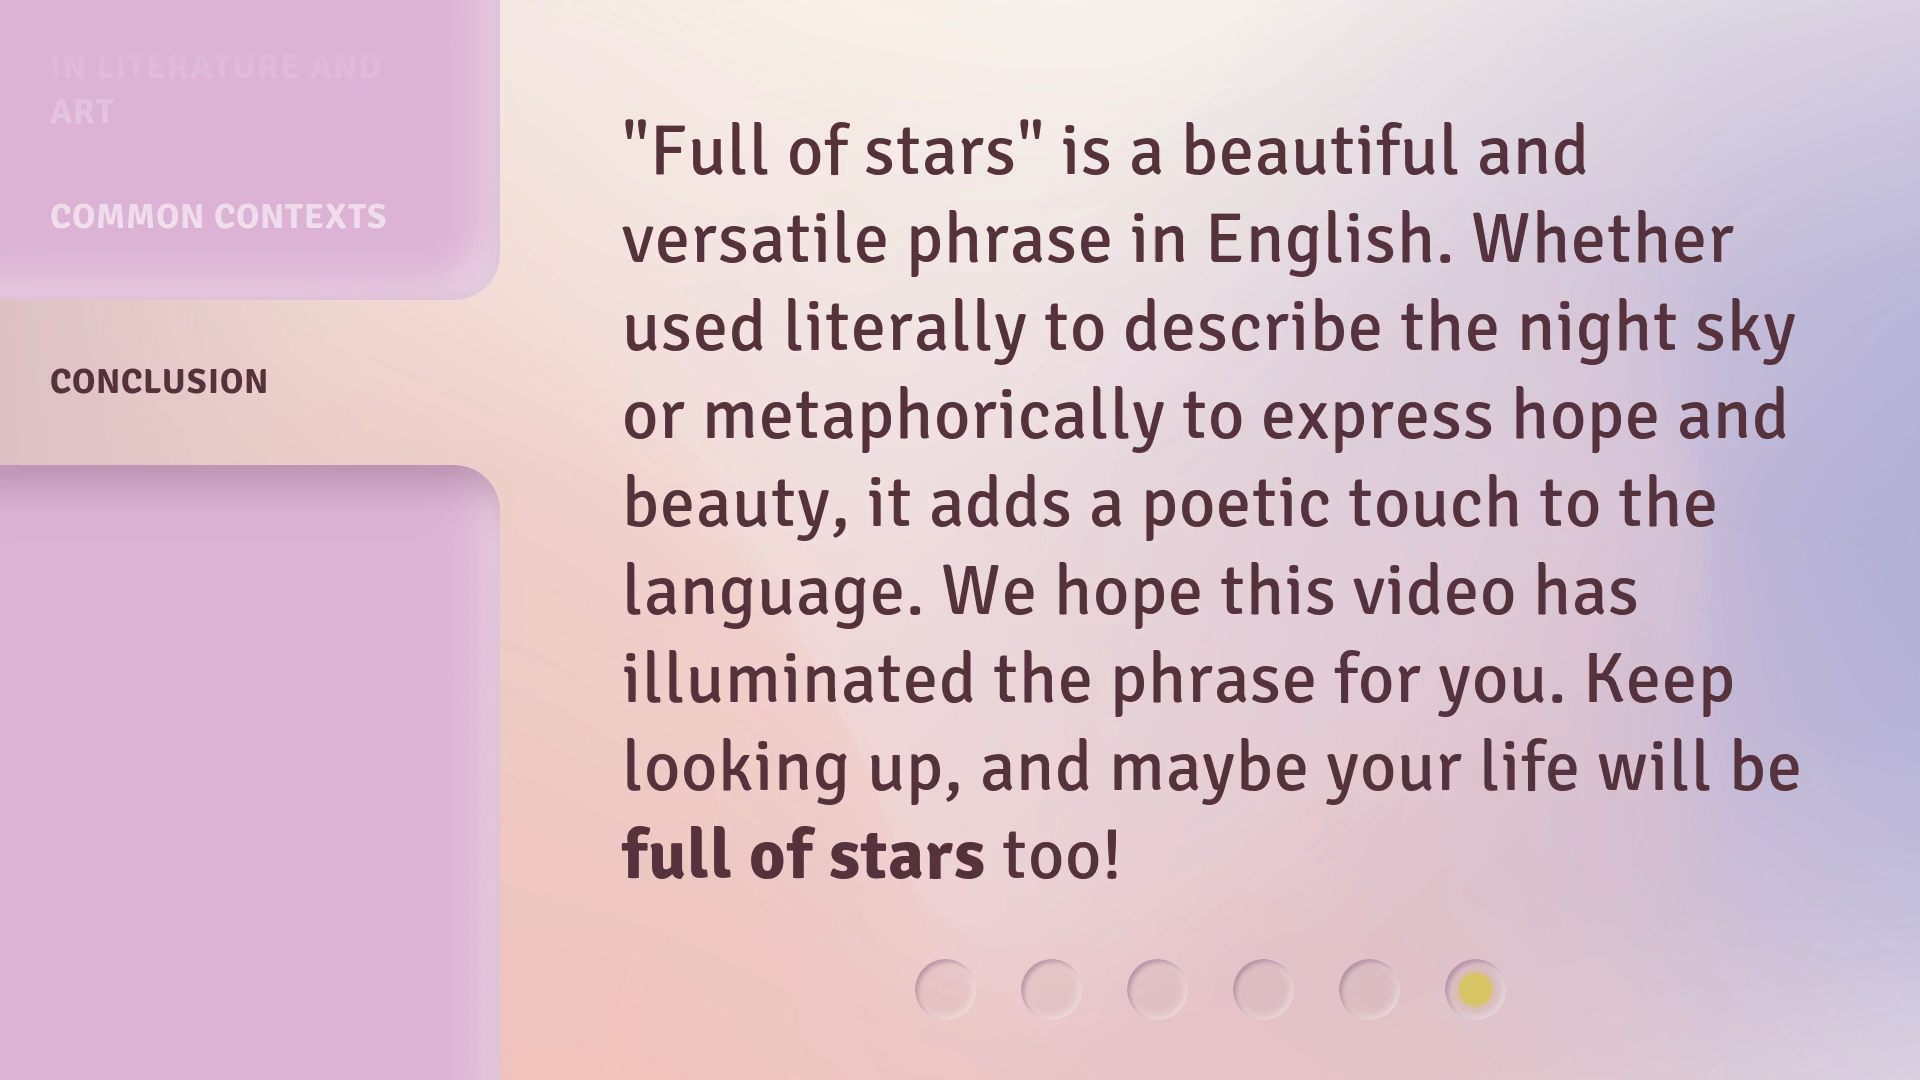 IN LITERATURE AND
ART
COMMON CONTEXTS
CONCLUSION
"Full of stars" is a beautiful and
versatile phrase in English. Whether
used literally to describe the night sky
or metaphorically to express hope and
beauty, it adds a poetic touch to the
language. We hope this video has
illuminated the phrase for you. Keep
looking up, and maybe your life will be
full of stars too!